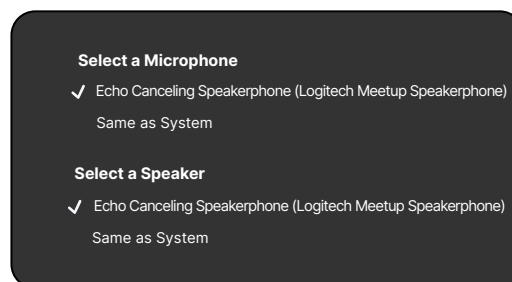 Select a Microphone
Echo Canceling Speakerphone (Logitech Meetup Speakerphone)
Same as System
Select a Speaker
Echo Canceling Speakerphone (Logitech Meetup Speakerphone)
Same as System